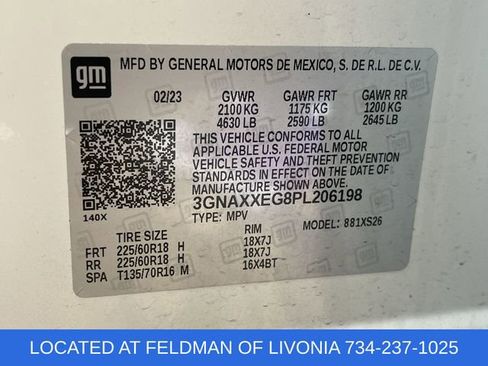 gm
MFD BY GENERAL MOTORS DE MEXICO, S. DE R.L. DE C.V.
02/23 GVWR GAWR FRT GAWR RR
2100 KG 1175 KG 1200 KG
4630 LB 2590 LB 2645 LB
THIS VEHICLE CONFORMS TO ALL
APPLICABLE U.S. FEDERAL MOTOR
VEHICLE SAFETY AND THEFT PREVENTION
STANDARDS IN EFFECT ON THE DATE OF
MANUFACTURE SHOWN ABOVE.
3GNAXXEG8PL206198
140X TYPE: MPV MODEL: 881XS26
TIRE SIZE RIM
FRT 225/60R18 H 18X7J
RR 225/60R18 H 18X7J
SPA T135/70R16 M 16X4BT
LOCATED AT FELDMAN OF LIVONIA 734-237-1025